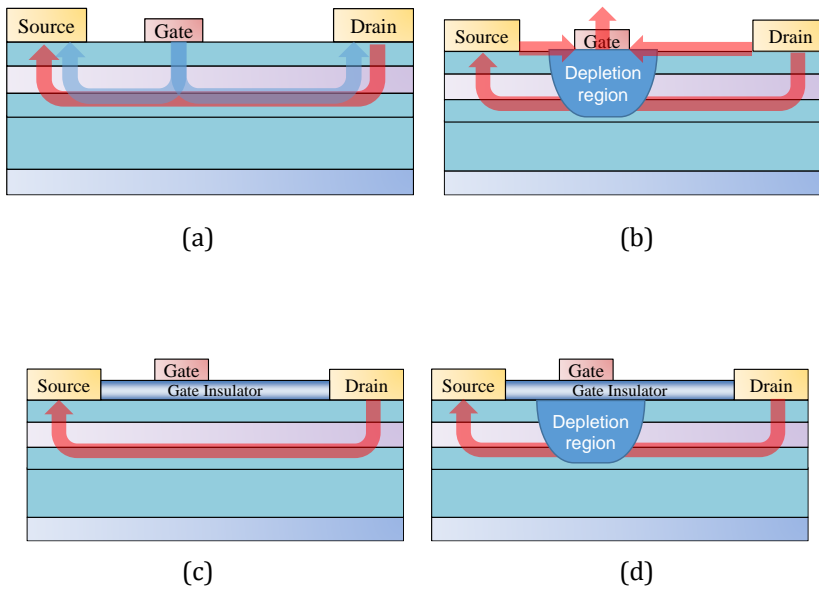 Source Gate Drain
Source Gate Drain
Depletion
region
(a) (b)
Gate
Source Gate Insulator Drain
Gate
Source Gate Insulator Drain
Depletion
region
(c) (d)